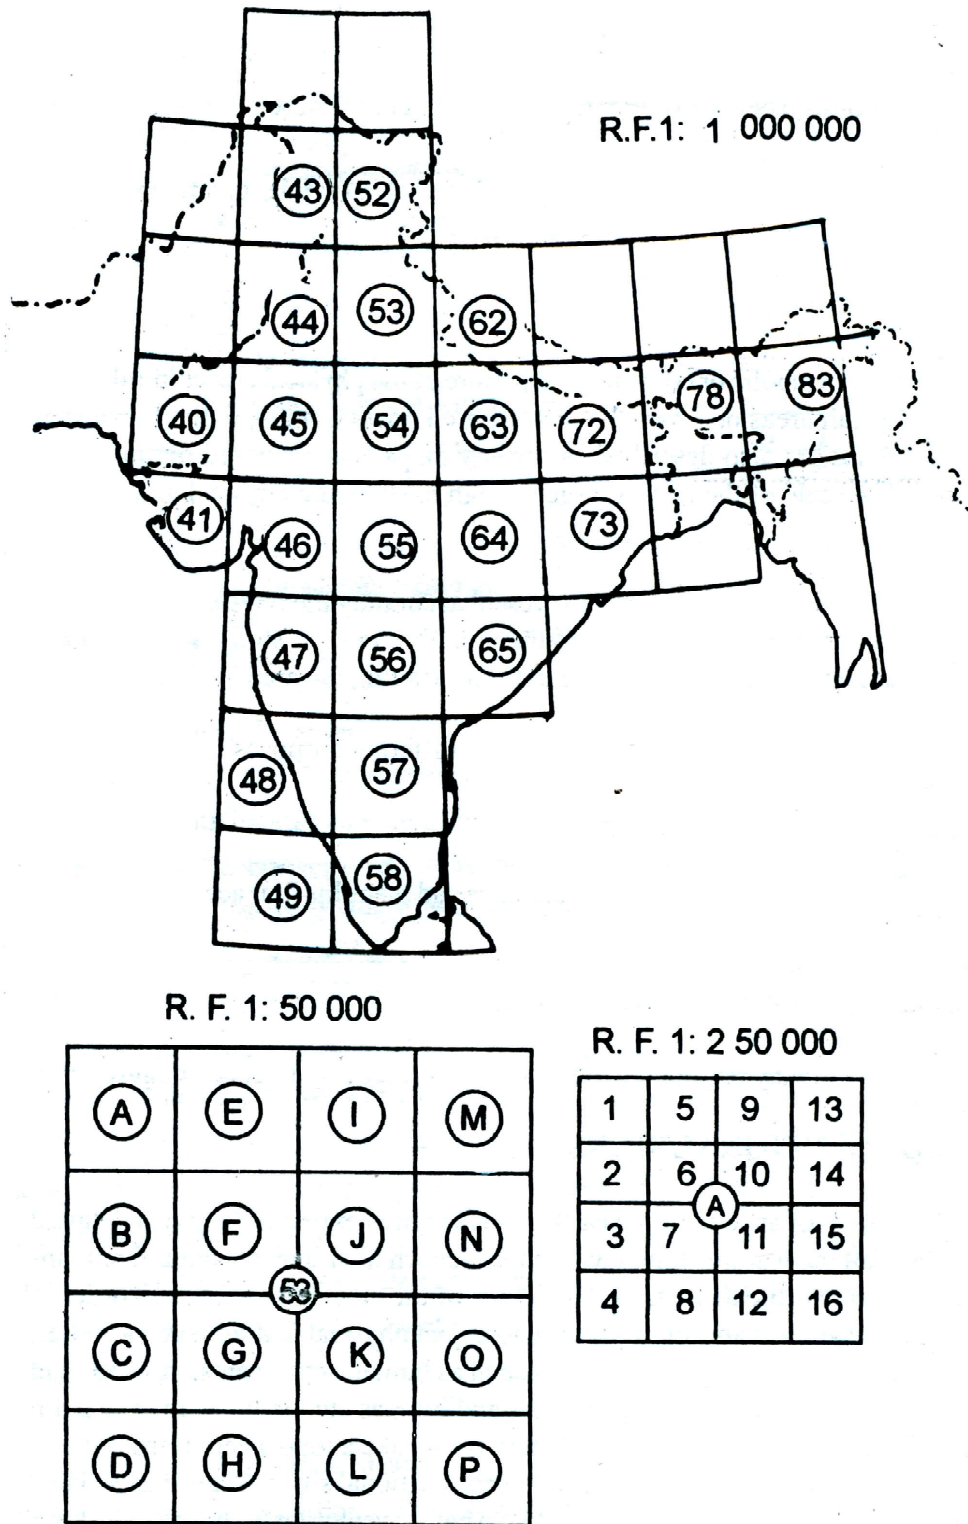 R.F.1: 1 000 000
43 52
44 53 62
40 45 54 63 72 78 83
41 46 55 64 73
47 56 65
48 57
49 58
R. F. 1: 50 000
A E I M
B F J N
53
C G K O
D H L P
R. F. 1: 2 50 000
1 5 9 13
2 6 10 14
A
3 7 11 15
4 8 12 16